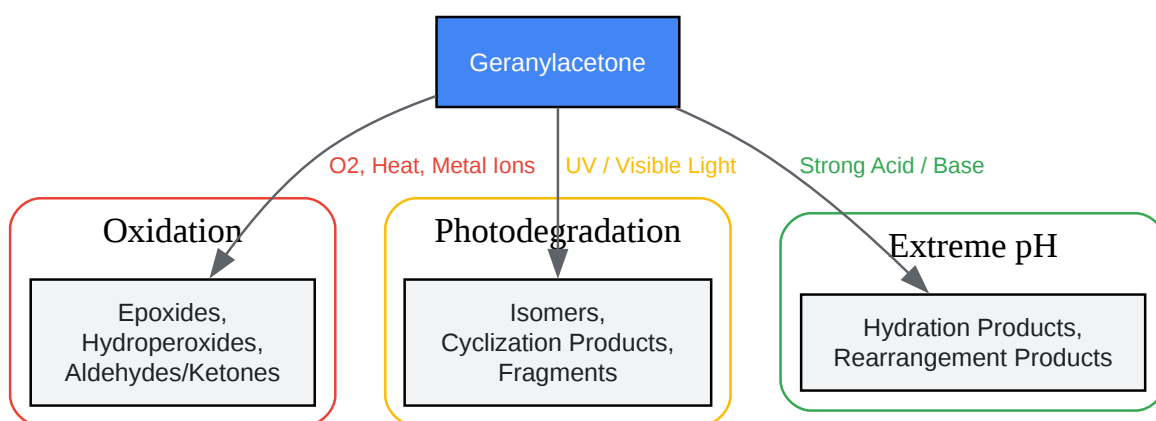 Geranylacetone
O2, Heat, Metal Ions
UV / Visible Light
Strong Acid / Base
Oxidation
Epoxides,
Hydroperoxides,
Aldehydes/Ketones
Photodegradation
Isomers,
Cyclization Products,
Fragments
Extreme pH
Hydration Products,
Rearrangement Products